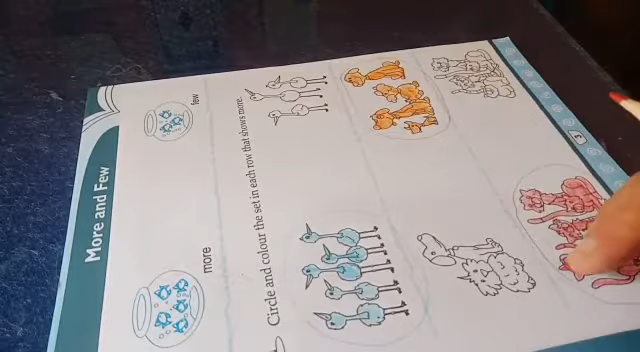 More and Few
more
few
Circle and colour the set in each row that shows more.
3